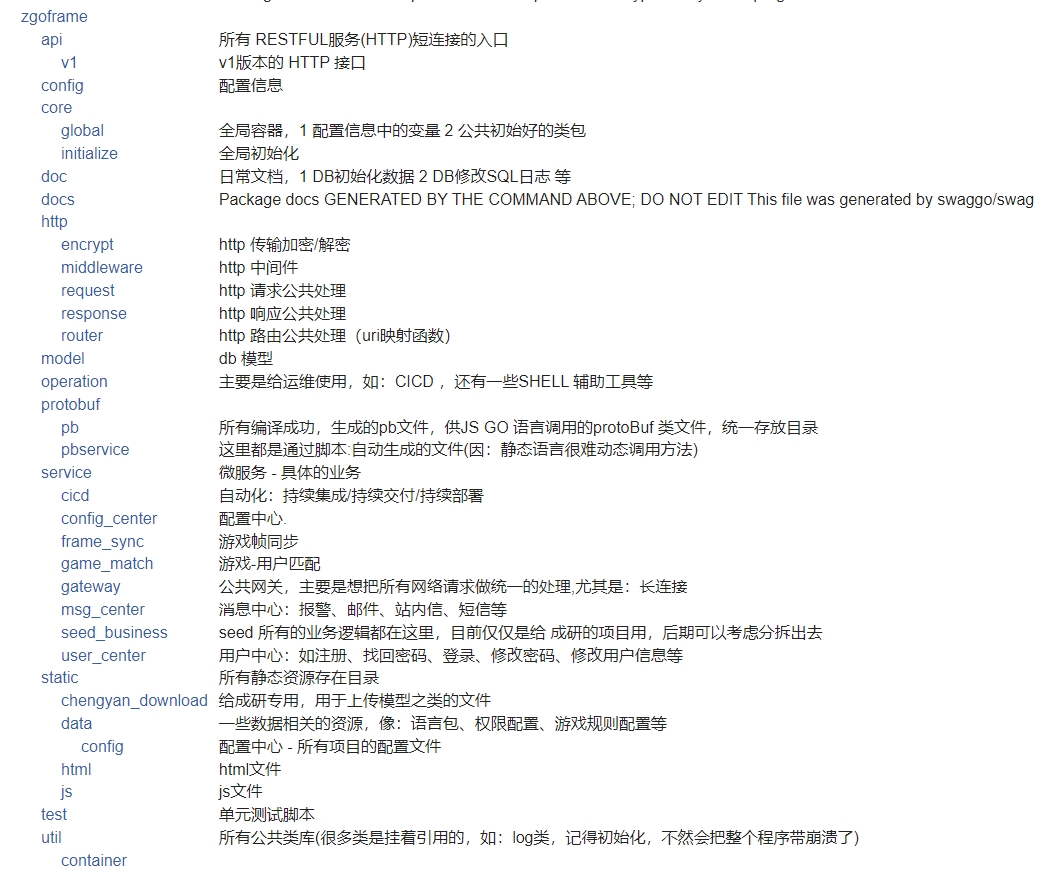 zgoframe
api 所有 RESTFUL服务(HTTP)短连接的入口
v1 v1版本的 HTTP 接口
config 配置信息
core
global 全局容器，1 配置信息中的变量 2 公共初始好的类包
initialize 全局初始化
doc 日常文档，1 DB初始化数据 2 DB修改SQL日志 等
docs Package docs GENERATED BY THE COMMAND ABOVE; DO NOT EDIT This file was generated by swaggo/swag
http
encrypt http 传输加密/解密
middleware http 中间件
request http 请求公共处理
response http 响应公共处理
router http 路由公共处理（uri映射函数）
model db 模型
operation 主要是给运维使用，如：CICD ，还有一些SHELL 辅助工具等
protobuf
pb 所有编译成功，生成的pb文件，供JS GO 语言调用的protoBuf 类文件，统一存放目录
pbservice 这里都是通过脚本:自动生成的文件(因：静态语言很难动态调用方法)
service 微服务 - 具体的业务
cicd 自动化：持续集成/持续交付/持续部署
config_center 配置中心.
frame_sync 游戏帧同步
game_match 游戏-用户匹配
gateway 公共网关，主要是想把所有网络请求做统一的处理,尤其是：长连接
msg_center 消息中心：报警、邮件、站内信、短信等
seed_business seed 所有的业务逻辑都在这里，目前仅仅是给 成研的项目用，后期可以考虑分拆出去
user_center 用户中心：如注册、找回密码、登录、修改密码、修改用户信息等
static 所有静态资源存在目录
chengyan_download 给成研专用，用于上传模型之类的文件
data 一些数据相关的资源，像：语言包、权限配置、游戏规则配置等
config 配置中心 - 所有项目的配置文件
html html文件
js js文件
test 单元测试脚本
util 所有公共类库(很多类是挂着引用的，如：log类，记得初始化，不然会把整个程序带崩溃了)
container